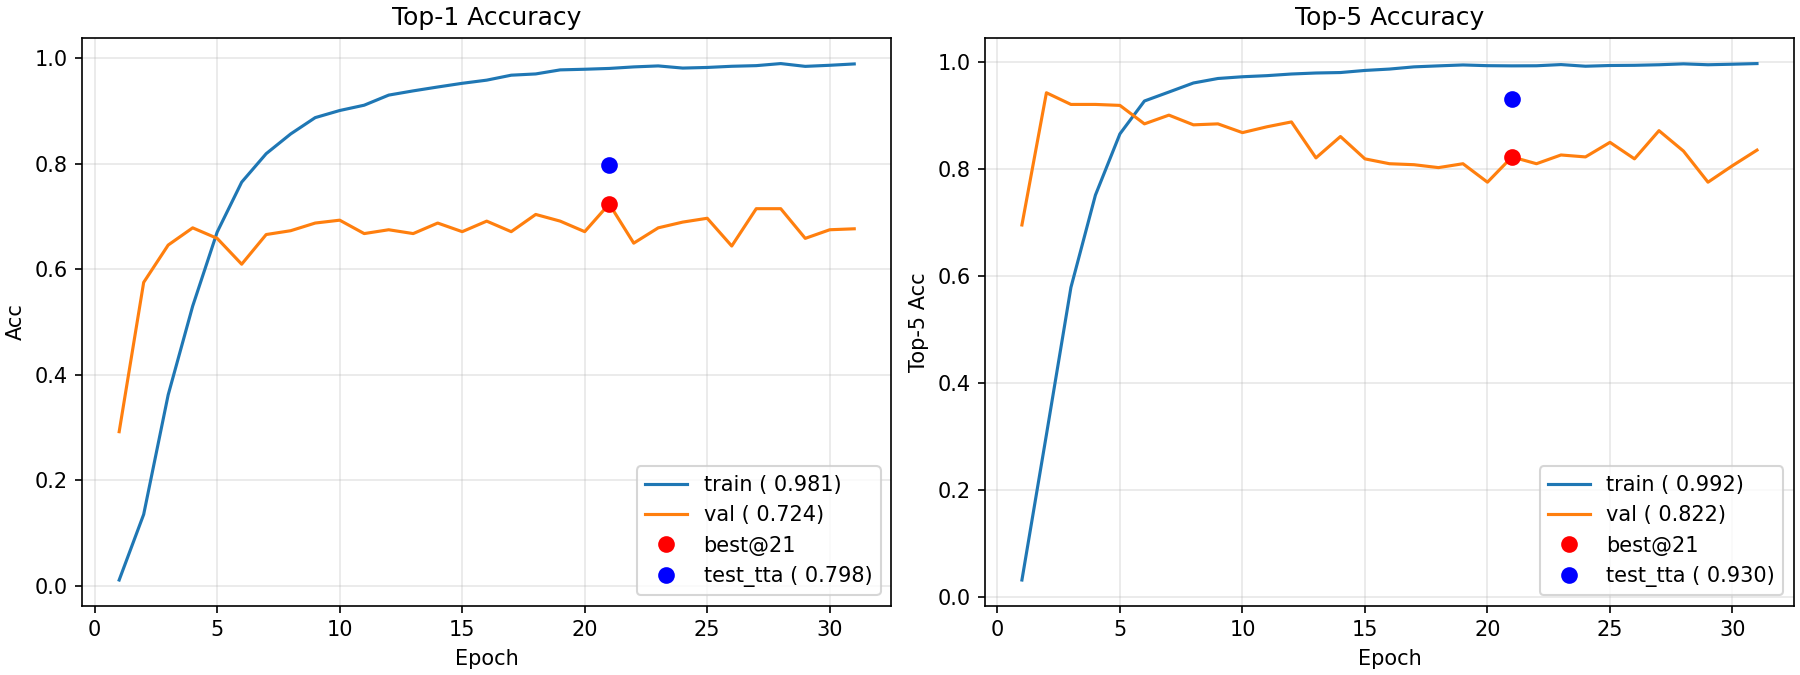 Top-1 Accuracy
Acc
1.0
0.8
0.6
0.4
0.2
0.0
0 5 10 15 20 25 30
Epoch
train ( 0.981)
val ( 0.724)
best@21
test_tta ( 0.798)
Top-5 Accuracy
Top-5 Acc
1.0
0.8
0.6
0.4
0.2
0.0
0 5 10 15 20 25 30
Epoch
train ( 0.992)
val ( 0.822)
best@21
test_tta ( 0.930)